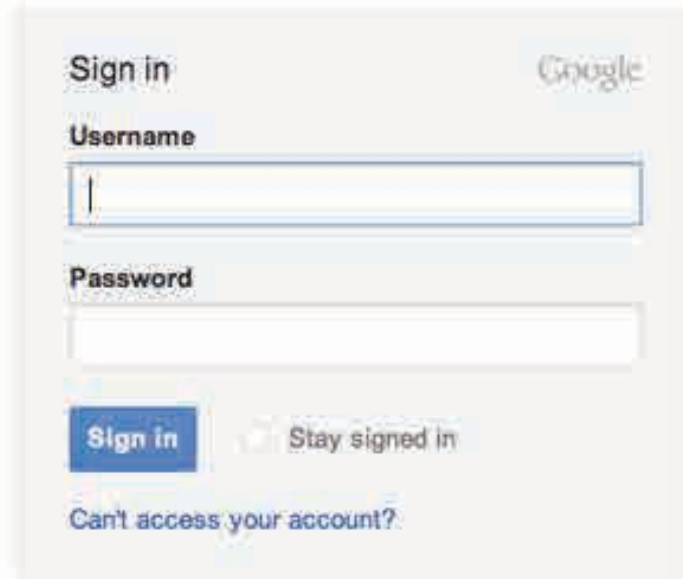 Sign in Google
Username
Password
Sign in Stay signed in
Can't access your account?